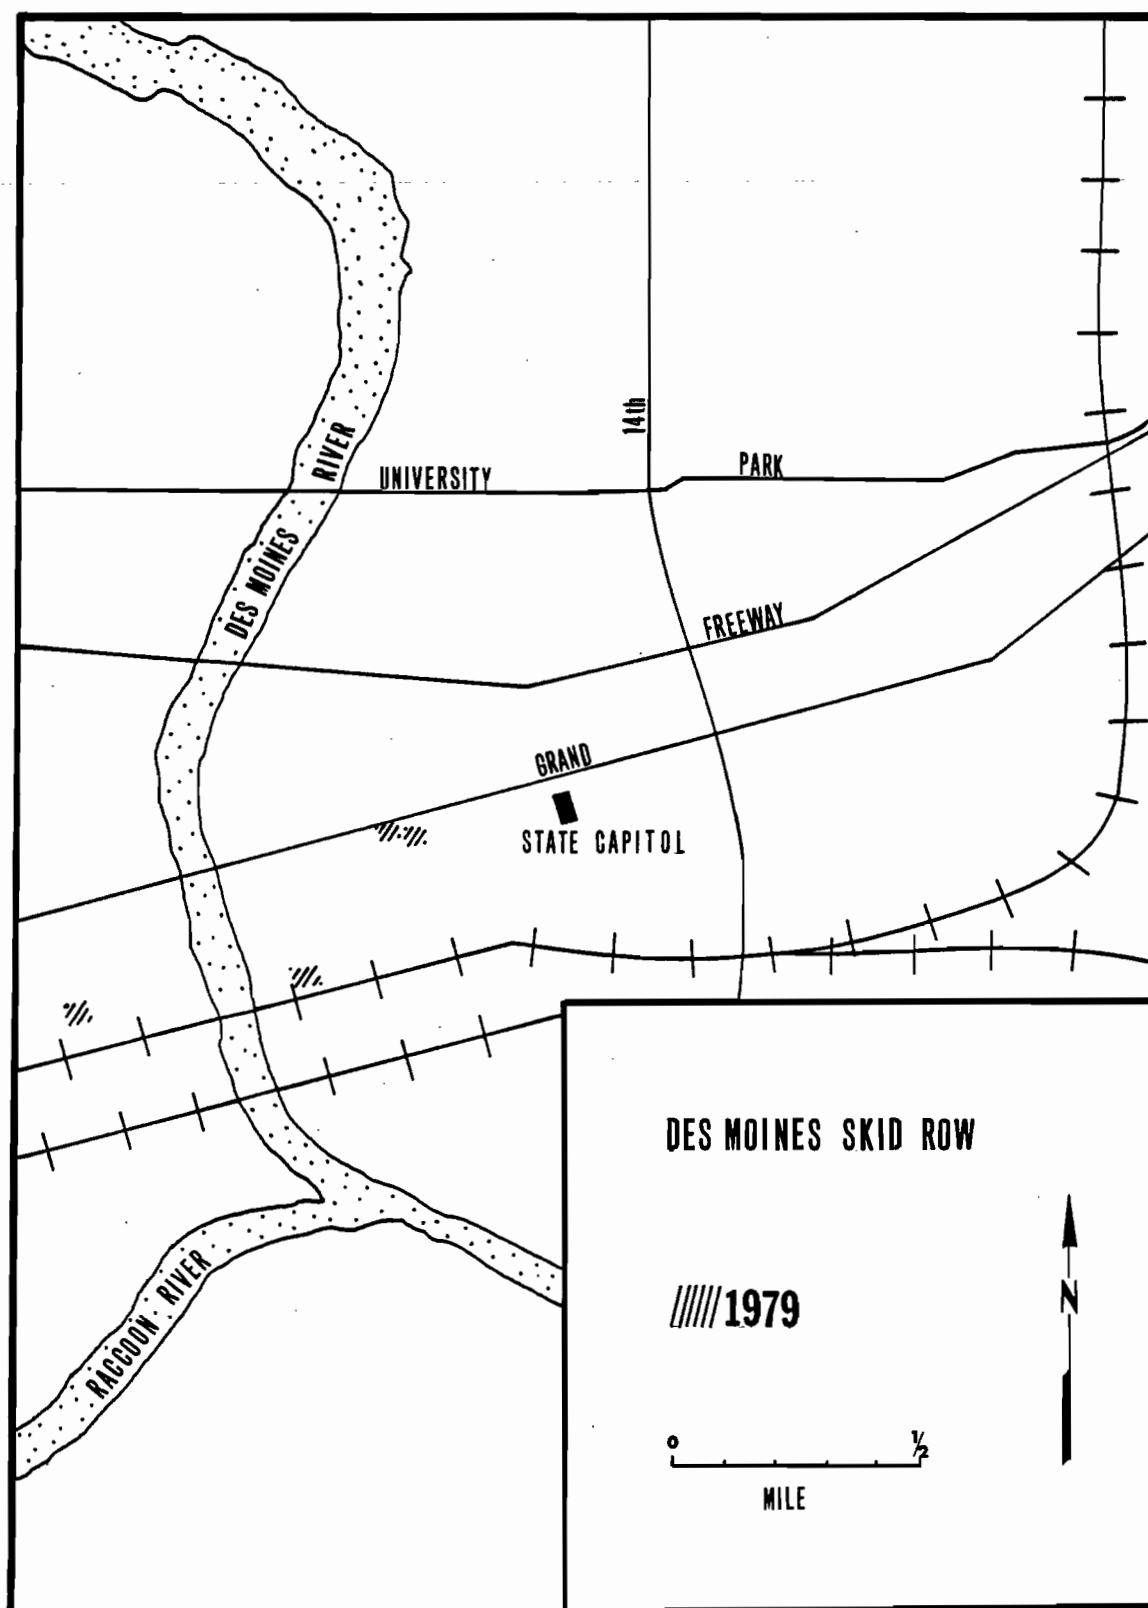 14th
RIVER
UNIVERSITY
PARK
DES MOINES
FREEWAY
GRAND
STATE CAPITOL
DES MOINES SKID ROW
RACCOON RIVER
1979
N
0 1/2
MILE